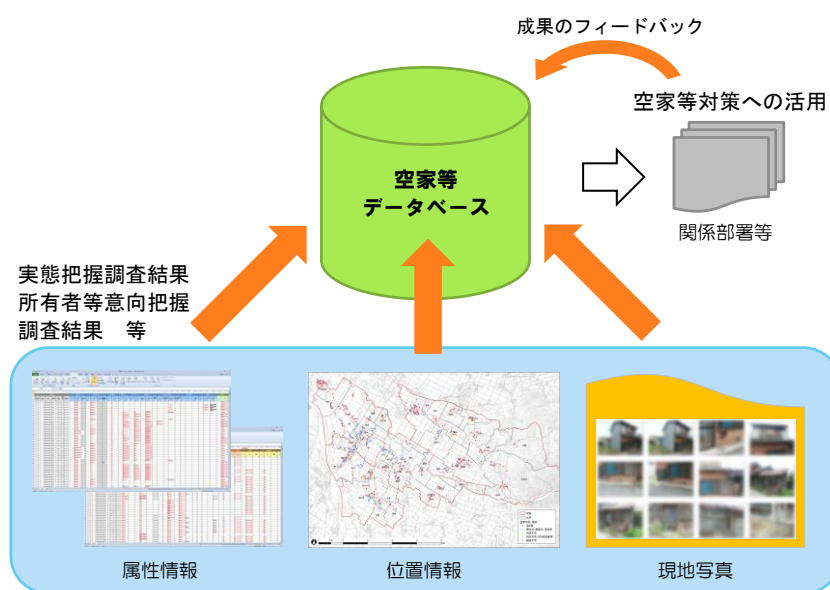 成果のフィードバック
空家等対策への活用
空家等
データベース
関係部署等
実態把握調査結果
所有者等意向把握
調査結果　等
属性情報
位置情報
現地写真